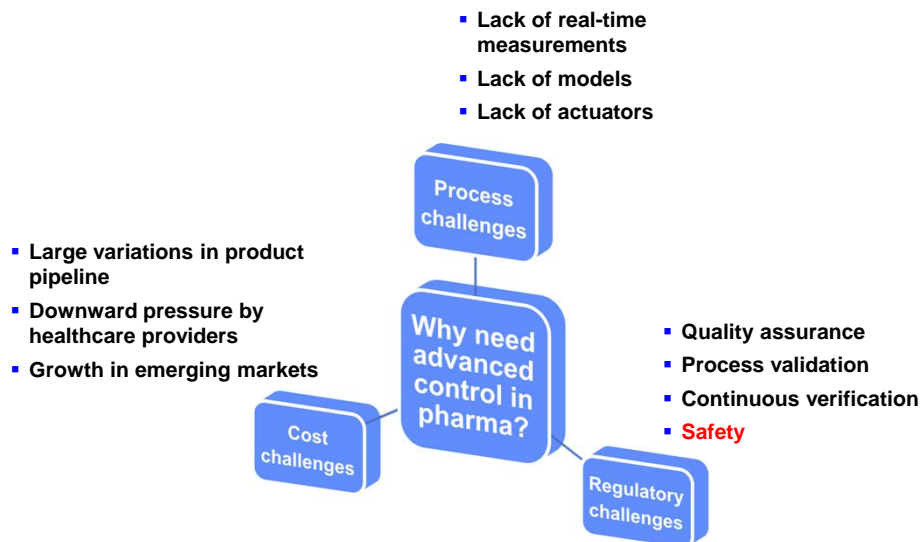 ▪ Lack of real-time
measurements
▪ Lack of models
▪ Lack of actuators
Process
challenges
▪ Large variations in product
pipeline
▪ Downward pressure by
healthcare providers
▪ Growth in emerging markets
Why need
advanced
control in
pharma?
▪ Quality assurance
▪ Process validation
▪ Continuous verification
▪ Safety
Cost
challenges
Regulatory
challenges